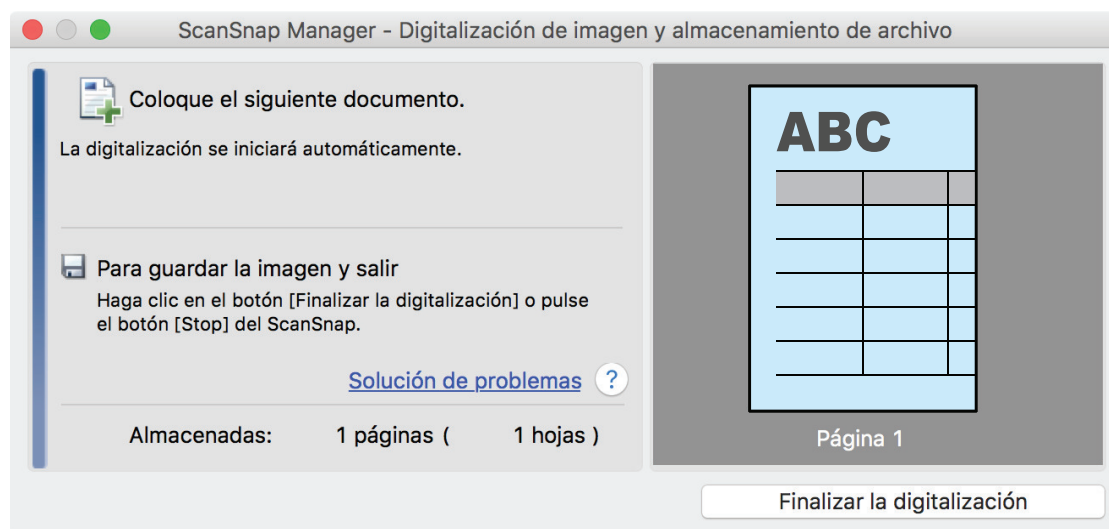 ScanSnap Manager - Digitalización de imagen y almacenamiento de archivo
Coloque el siguiente documento.
La digitalización se iniciará automáticamente.
Para guardar la imagen y salir
Haga clic en el botón [Finalizar la digitalización] o pulse
el botón [Stop] del ScanSnap.
Solución de problemas ?
Almacenadas: 1 páginas ( 1 hojas )
ABC
Página 1
Finalizar la digitalización